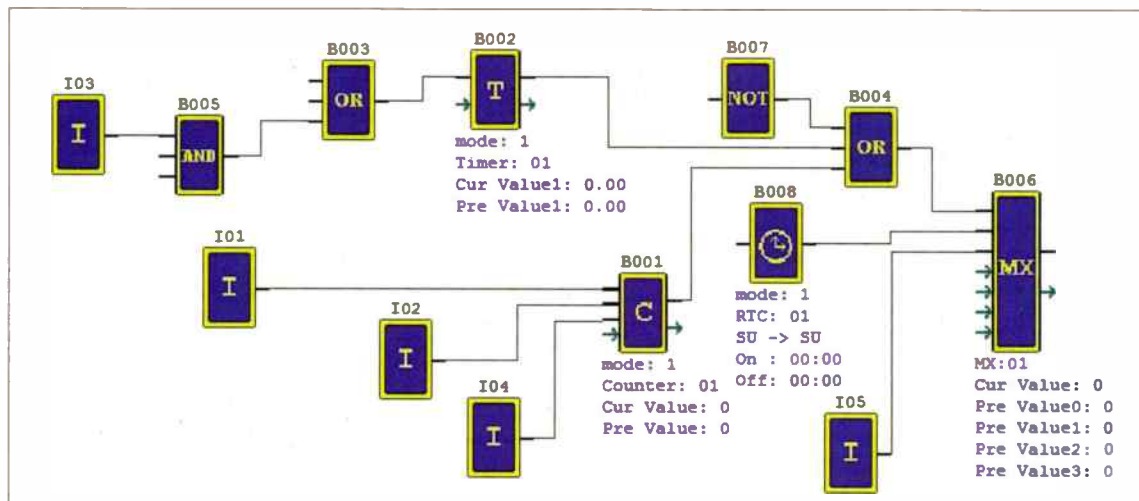 I03
I
B005
AND
B003
OR
B002
T
mode: 1
Timer: 01
Cur Value1: 0.00
Pre Value1: 0.00
B007
NOT
B004
OR
B008
mode: 1
RTC: 01
SU -> SU
On : 00:00
Off: 00:00
B006
MX
MX:01
Cur Value: 0
Pre Value0: 0
Pre Value1: 0
Pre Value2: 0
Pre Value3: 0
I01
I
I02
I
I04
I
B001
C
mode: 1
Counter: 01
Cur Value: 0
Pre Value: 0
I05
I